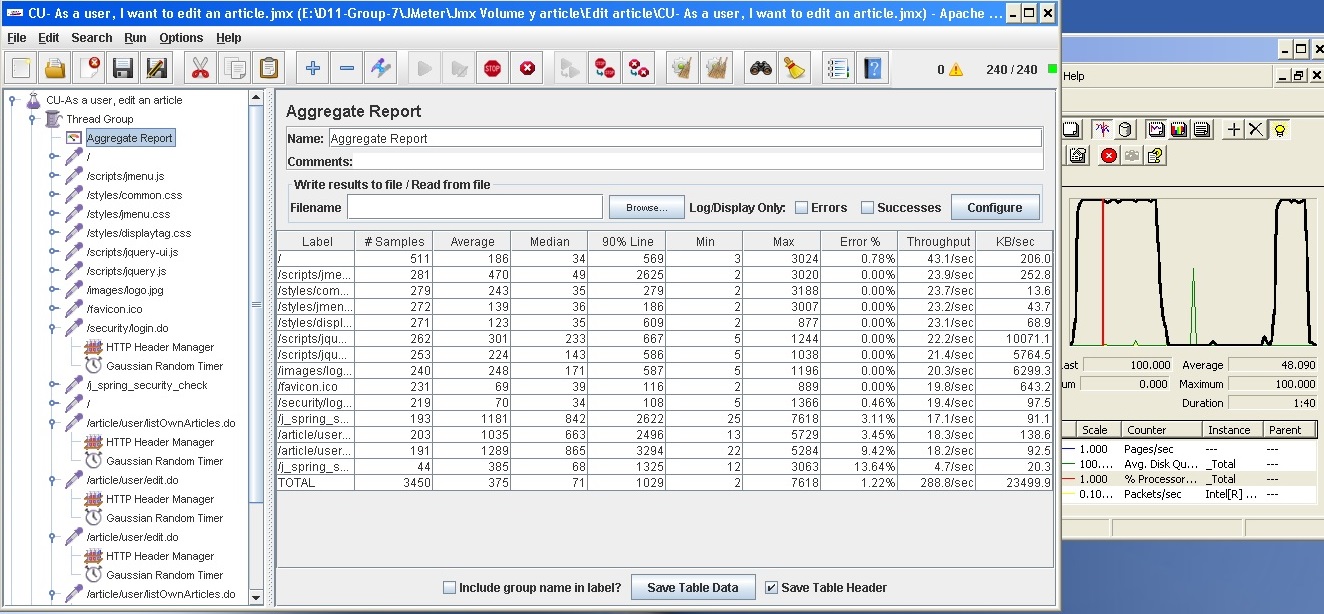 CU- As a user, I want to edit an article.jmx (E:\D11-Group-7\JMeter\Jmx Volume y article\Edit article\CU- As a user, I want to edit an article.jmx) - Apache ...
File Edit Search Run Options Help
0 240 / 240
CU-As a user, edit an article
Thread Group
Aggregate Report
/
/scripts/jmenu.js
/styles/common.css
/styles/jmenu.css
/styles/displaytag.css
/scripts/jquery-ui.js
/scripts/jquery.js
/images/logo.jpg
/favicon.ico
/security/login.do
HTTP Header Manager
Gaussian Random Timer
/j_spring_security_check
/
/article/user/listOwnArticles.do
HTTP Header Manager
Gaussian Random Timer
/article/user/edit.do
HTTP Header Manager
Gaussian Random Timer
/article/user/edit.do
HTTP Header Manager
Gaussian Random Timer
/article/user/listOwnArticles.do
Aggregate Report
Name: Aggregate Report
Comments:
Write results to file / Read from file
Filename Browse... Log/Display Only: Errors Successes Configure
Label # Samples Average Median 90% Line Min Max Error % Throughput KB/sec
/ 511 186 34 569 3 3024 0.78% 43.1/sec 206.0
/scripts/jme... 281 470 49 2625 2 3020 0.00% 23.9/sec 252.8
/styles/com... 279 243 35 279 2 3188 0.00% 23.7/sec 13.6
/styles/jmen... 272 139 36 186 2 3007 0.00% 23.2/sec 43.7
/styles/displ... 271 123 35 609 2 877 0.00% 23.1/sec 68.9
/scripts/jqu... 262 301 233 667 5 1244 0.00% 22.2/sec 10071.1
/scripts/jqu... 253 224 143 586 5 1038 0.00% 21.4/sec 5764.5
/images/log... 240 248 171 587 5 1196 0.00% 20.3/sec 6299.3
/favicon.ico 231 69 39 116 2 889 0.00% 19.8/sec 643.2
/security/log... 219 70 34 108 5 1366 0.46% 19.4/sec 97.5
/j_spring_s... 193 1181 842 2622 25 7618 3.11% 17.1/sec 91.1
/article/user... 203 1035 663 2496 13 5729 3.45% 18.3/sec 138.6
/article/user... 191 1289 865 3294 22 5284 9.42% 18.2/sec 92.5
/j_spring_s... 44 385 68 1325 12 3063 13.64% 4.7/sec 20.3
TOTAL 3450 375 71 1029 2 7618 1.22% 288.8/sec 23499.9
Include group name in label? Save Table Data Save Table Header
Help
ast 100.000 Average 48.090
um 0.000 Maximum 100.000
Duration 1:40
Scale Counter Instance Parent
1.000 Pages/sec --- ---
100.... Avg. Disk Qu... _Total ---
1.000 % Processor... _Total ---
0.10... Packets/sec Intel[R] ... ---